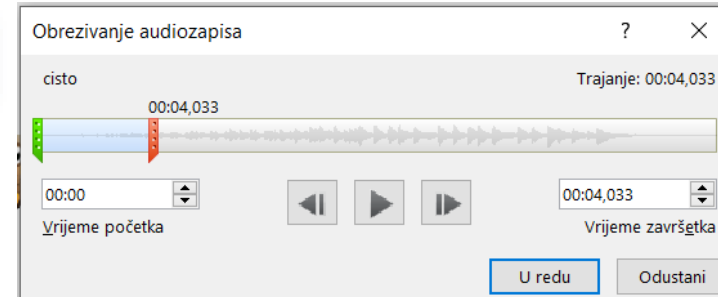 Obrezivanje audiozapisa ?
cisto Trajanje: 00:04,033
00:04,033
00:00 00:04,033
Vrijeme početka Vrijeme završetka
U redu Odustani